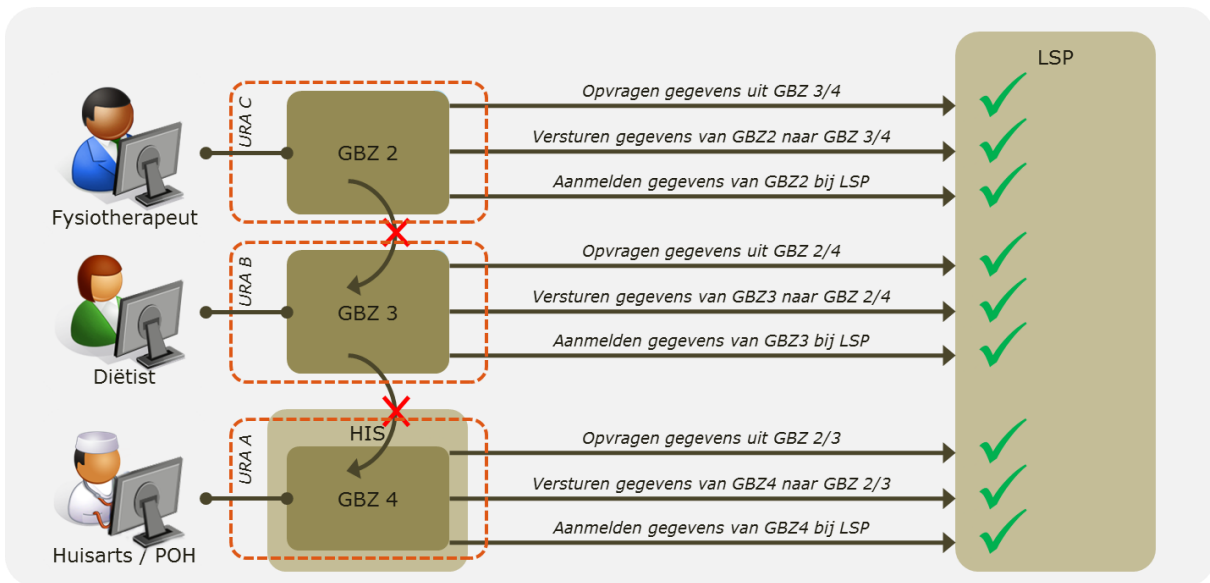 LSP
URA C
GBZ 2
Opvragen gegevens uit GBZ 3/4
Versturen gegevens van GBZ2 naar GBZ 3/4
Aanmelden gegevens van GBZ2 bij LSP
Fysiotherapeut
URA B
GBZ 3
Opvragen gegevens uit GBZ 2/4
Versturen gegevens van GBZ3 naar GBZ 2/4
Aanmelden gegevens van GBZ3 bij LSP
Diëtist
HIS
URA A
GBZ 4
Opvragen gegevens uit GBZ 2/3
Versturen gegevens van GBZ4 naar GBZ 2/3
Aanmelden gegevens van GBZ4 bij LSP
Huisarts / POH